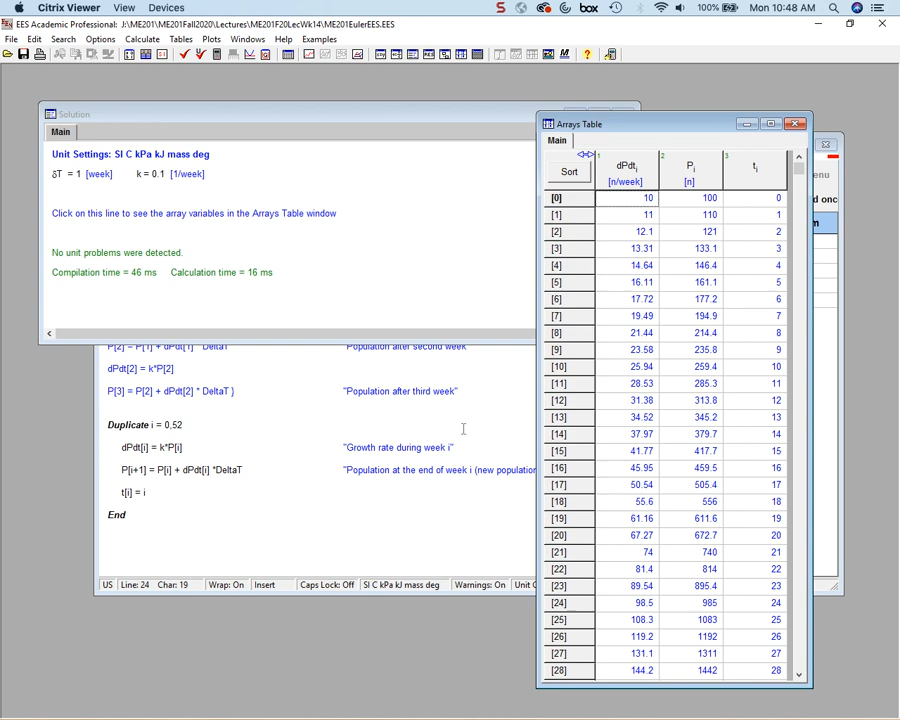 Citrix Viewer View Devices
S box 100% Mon 10:48 AM
EES Academic Professional: J:\ME201\ME201Fall2020\Lectures\ME201F20LecWk14\ME201EulerEES.EES
File Edit Search Options Calculate Tables Plots Windows Help Examples
Solution
Main
Unit Settings: SI C kPa kJ mass deg
δT = 1 [week] k = 0.1 [1/week]
Click on this line to see the array variables in the Arrays Table window
No unit problems were detected.
Compilation time = 46 ms Calculation time = 16 ms
P[2] = P[1] + dPdt[1] * DeltaT "Population after second week"
dPdt[2] = k*P[2]
P[3] = P[2] + dPdt[2] * DeltaT } "Population after third week"
Duplicate i = 0,52
dPdt[i] = k*P[i] "Growth rate during week i"
P[i+1] = P[i] + dPdt[i] *DeltaT "Population at the end of week i (new population
t[i] = i
End
US Line: 24 Char: 19 Wrap: On Insert Caps Lock: Off SI C kPa kJ mass deg Warnings: On Unit
Arrays Table
Main
Sort 1 dPdti [n/week] 2 Pi [n] 3 ti
[0] 10 100 0
[1] 11 110 1
[2] 12.1 121 2
[3] 13.31 133.1 3
[4] 14.64 146.4 4
[5] 16.11 161.1 5
[6] 17.72 177.2 6
[7] 19.49 194.9 7
[8] 21.44 214.4 8
[9] 23.58 235.8 9
[10] 25.94 259.4 10
[11] 28.53 285.3 11
[12] 31.38 313.8 12
[13] 34.52 345.2 13
[14] 37.97 379.7 14
[15] 41.77 417.7 15
[16] 45.95 459.5 16
[17] 50.54 505.4 17
[18] 55.6 556 18
[19] 61.16 611.6 19
[20] 67.27 672.7 20
[21] 74 740 21
[22] 81.4 814 22
[23] 89.54 895.4 23
[24] 98.5 985 24
[25] 108.3 1083 25
[26] 119.2 1192 26
[27] 131.1 1311 27
[28] 144.2 1442 28
enu
d onc
m